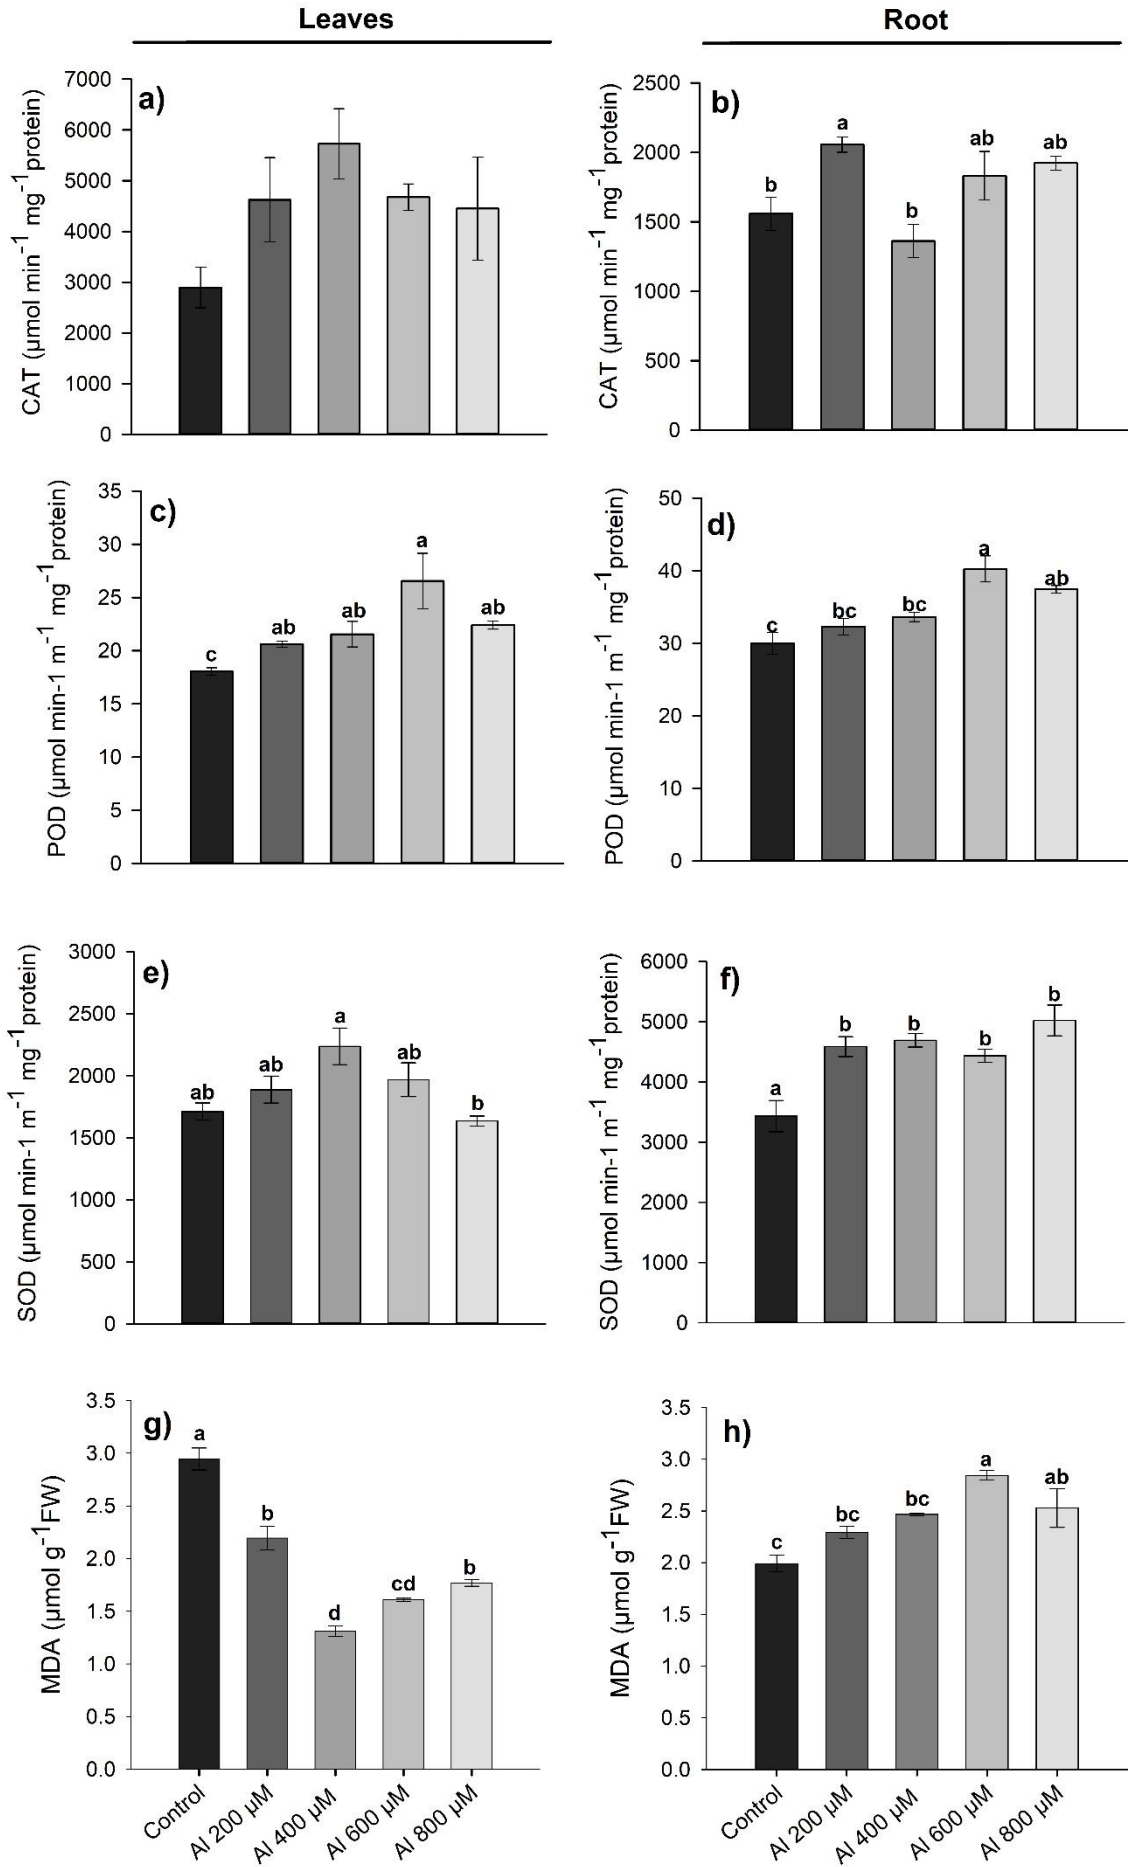 Leaves
Root
a)
CAT (µmol min⁻¹ mg⁻¹protein)
7000
6000
5000
4000
3000
2000
1000
0
b)
CAT (µmol min⁻¹ mg⁻¹protein)
2500
2000
1500
1000
500
0
b
a
b
ab
ab
c)
POD (µmol min-1 m⁻¹ mg⁻¹protein)
35
30
25
20
15
10
5
0
c
ab
ab
a
ab
d)
POD (µmol min-1 m⁻¹ mg⁻¹protein)
50
40
30
20
10
0
c
bc
bc
a
ab
e)
SOD (µmol min-1 m⁻¹ mg⁻¹protein)
3000
2500
2000
1500
1000
500
0
ab
ab
a
ab
b
f)
SOD (µmol min-1 m⁻¹ mg⁻¹protein)
6000
5000
4000
3000
2000
1000
0
a
b
b
b
b
g)
MDA (µmol g⁻¹FW)
3.5
3.0
2.5
2.0
1.5
1.0
0.5
0.0
a
b
d
cd
b
Control
Al 200 µM
Al 400 µM
Al 600 µM
Al 800 µM
h)
MDA (µmol g⁻¹FW)
3.5
3.0
2.5
2.0
1.5
1.0
0.5
0.0
c
bc
bc
a
ab
Control
Al 200 µM
Al 400 µM
Al 600 µM
Al 800 µM